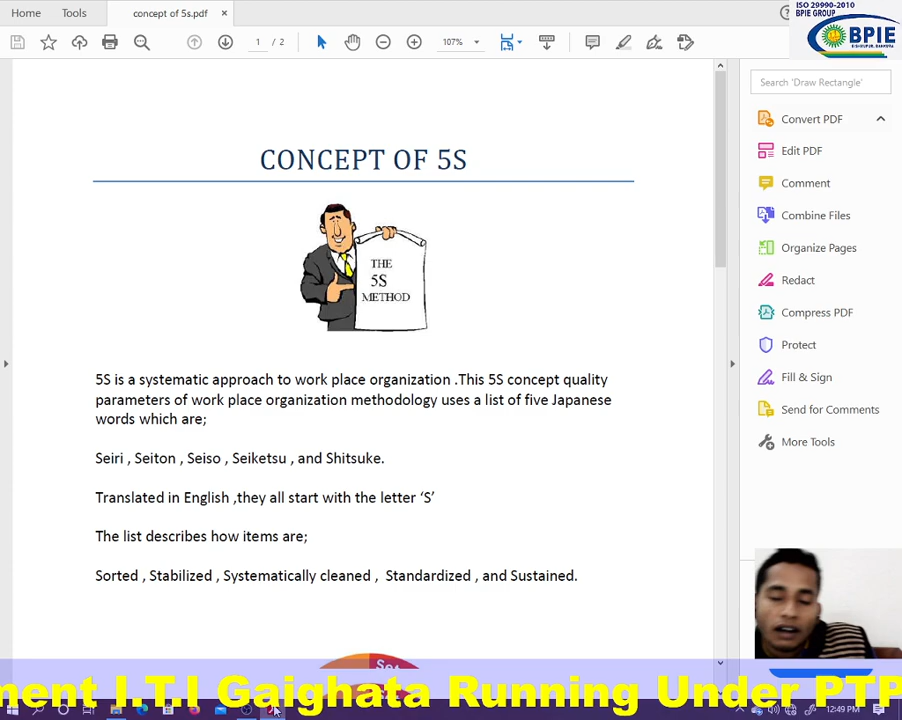 Home
Tools
concept of 5s.pdf
1 / 2
107%
ISO 29990-2010
BPIE GROUP
BPIE
Search 'Draw Rectangle'
Convert PDF
Edit PDF
Comment
Combine Files
Organize Pages
Redact
Compress PDF
Protect
Fill & Sign
Send for Comments
More Tools
CONCEPT OF 5S
THE
5S
METHOD
5S is a systematic approach to work place organization .This 5S concept quality
parameters of work place organization methodology uses a list of five Japanese
words which are;
Seiri , Seiton , Seiso , Seiketsu , and Shitsuke.
Translated in English ,they all start with the letter ‘S’
The list describes how items are;
Sorted , Stabilized , Systematically cleaned , Standardized , and Sustained.
Set
ment I.T.I Gaighata Running Under PTP
12:49 PM